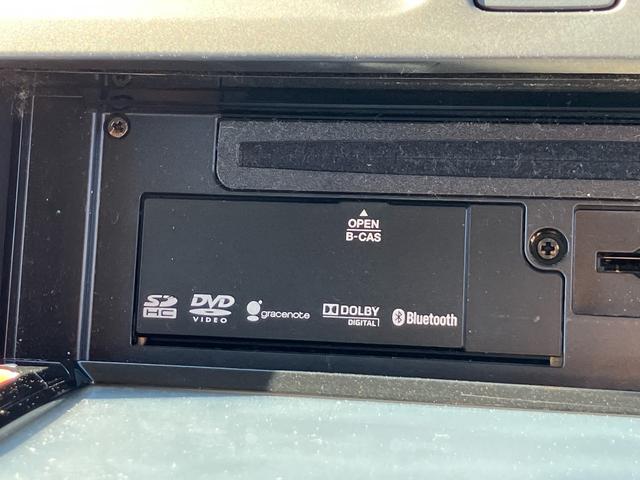 OPEN
B-CAS
SD HC
DVD VIDEO
gracenote
DOLBY DIGITAL
Bluetooth